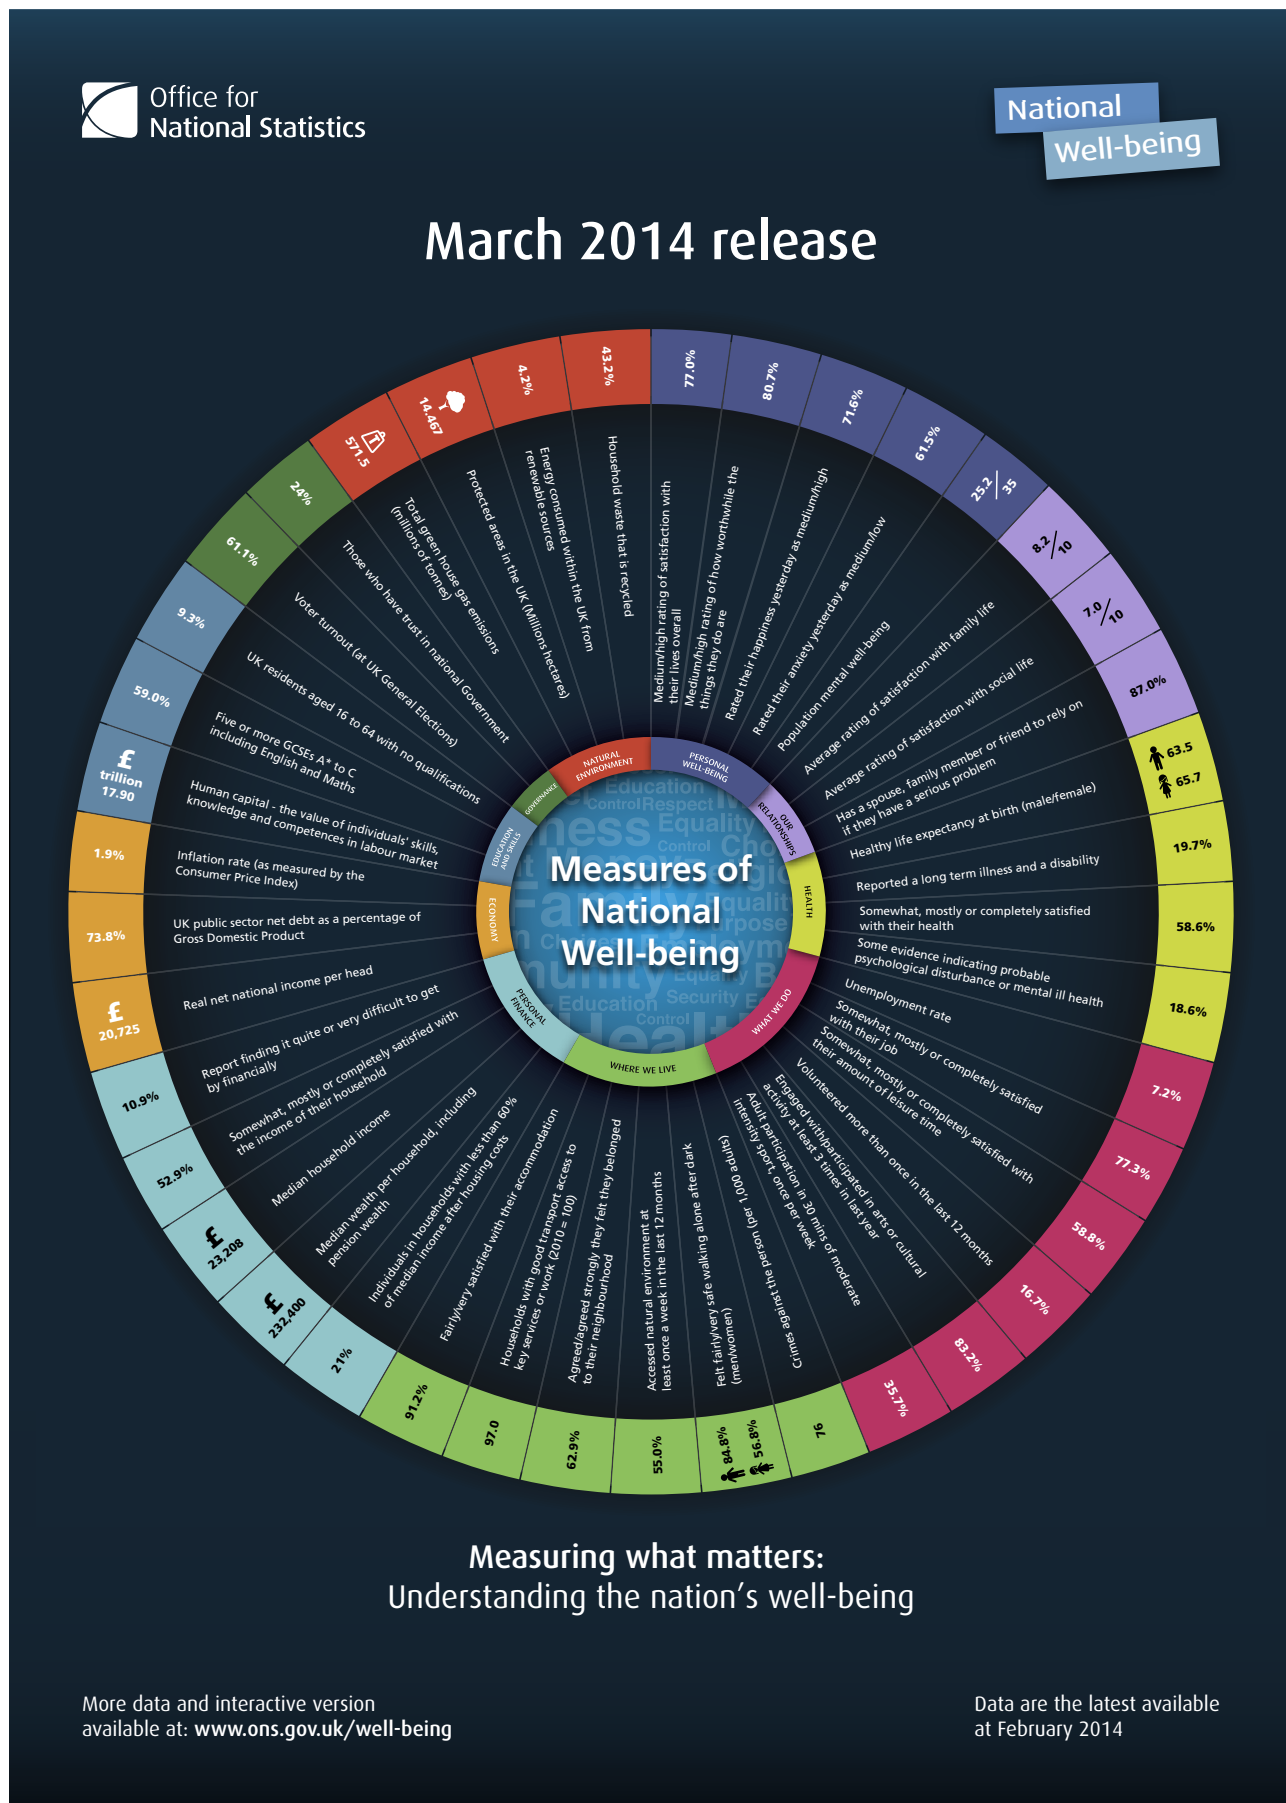 Office for
National Statistics
National
Well-being
March 2014 release
77.0%
Medium/high rating of satisfaction with
their lives overall
80.7%
Medium/high rating of how worthwhile the
things they do are
71.6%
Rated their happiness yesterday as medium/high
61.5%
Rated their anxiety yesterday as medium/low
25.2/35
Population mental well-being
8.2/10
Average rating of satisfaction with family life
7.0/10
Average rating of satisfaction with social life
87.0%
Has a spouse, family member or friend to rely on
if they have a serious problem
63.5
65.7
Healthy life expectancy at birth (male/female)
19.7%
Reported a long term illness and a disability
58.6%
Somewhat, mostly or completely satisfied
with their health
18.6%
Some evidence indicating probable
psychological disturbance or mental ill health
7.2%
Unemployment rate
77.3%
Somewhat, mostly or completely satisfied
with their job
58.8%
Somewhat, mostly or completely satisfied with
their amount of leisure time
16.7%
Volunteered more than once in the last 12 months
83.2%
Engaged with/participated in arts or cultural
activity at least 3 times in last year
35.7%
Adult participation in 30 mins of moderate
intensity sport, once per week
76
Crimes against the person (per 1,000 adults)
84.8%
56.8%
Felt fairly/very safe walking alone after dark
(men/women)
55.0%
Accessed natural environment at
least once a week in the last 12 months
62.9%
Agreed/agreed strongly they felt they belonged
to their neighbourhood
97.0
Households with good transport access to
key services or work (2010 = 100)
91.2%
Fairly/very satisfied with their accommodation
21%
Individuals in households with less than 60%
of median income after housing costs
£
232,400
Median wealth per household, including
pension wealth
£
23,208
Median household income
52.9%
Somewhat, mostly or completely satisfied with
the income of their household
10.9%
Report finding it quite or very difficult to get
by financially
£
20,725
Real net national income per head
73.8%
UK public sector net debt as a percentage of
Gross Domestic Product
1.9%
Inflation rate (as measured by the
Consumer Price Index)
£
trillion
17.90
Human capital - the value of individuals' skills,
knowledge and competences in labour market
59.0%
Five or more GCSEs A* to C
including English and Maths
9.3%
UK residents aged 16 to 64 with no qualifications
61.1%
Voter turnout (at UK General Elections)
24%
Those who have trust in national Government
T
571.5
Total green house gas emissions
(millions of tonnes)
14.467
Protected areas in the UK (Millions hectares)
4.2%
Energy consumed within the UK from
renewable sources
43.2%
Household waste that is recycled
PERSONAL
WELL-BEING
OUR
RELATIONSHIPS
HEALTH
WHAT WE DO
WHERE WE LIVE
PERSONAL
FINANCE
ECONOMY
EDUCATION
AND SKILLS
GOVERNANCE
NATURAL
ENVIRONMENT
Education
Control Respect
Equality
Control
Measures of
National
Well-being
Equality
Education Security
Control
Measuring what matters:
Understanding the nation's well-being
More data and interactive version
available at: www.ons.gov.uk/well-being
Data are the latest available
at February 2014